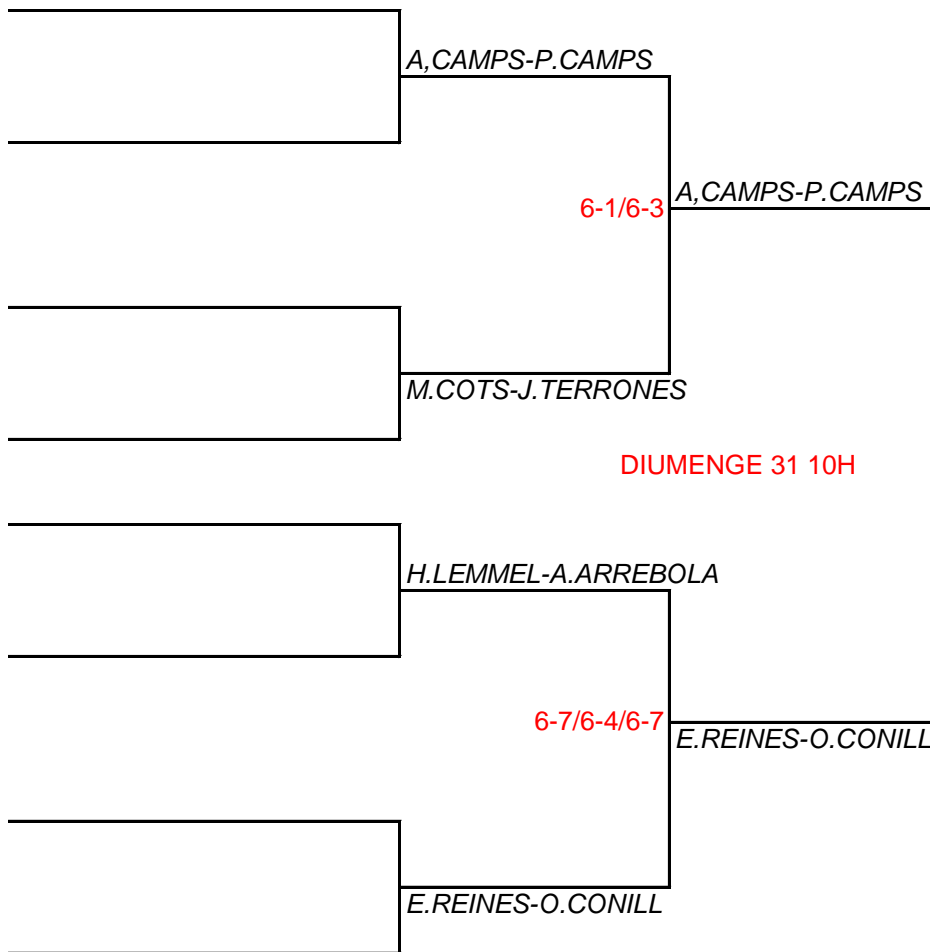 A,CAMPS-P.CAMPS
A,CAMPS-P.CAMPS
6-1/6-3
M.COTS-J.TERRONES
DIUMENGE 31 10H
H.LEMMEL-A.ARREBOLA
6-7/6-4/6-7
E.REINES-O.CONILL
E.REINES-O.CONILL